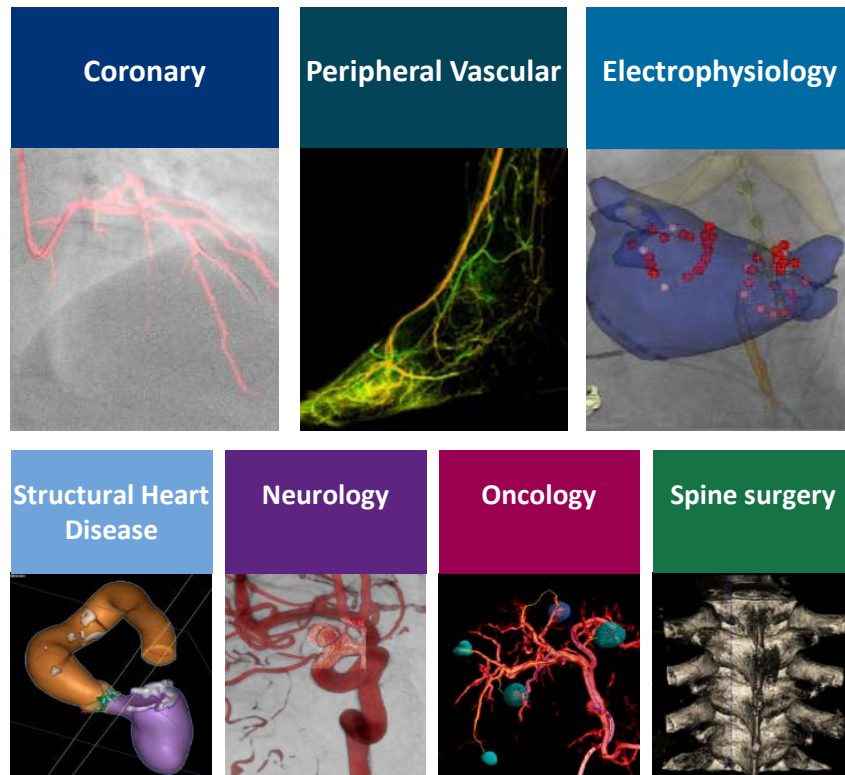 Coronary
Peripheral Vascular
Electrophysiology
Structural Heart
Disease
Neurology
Oncology
Spine surgery